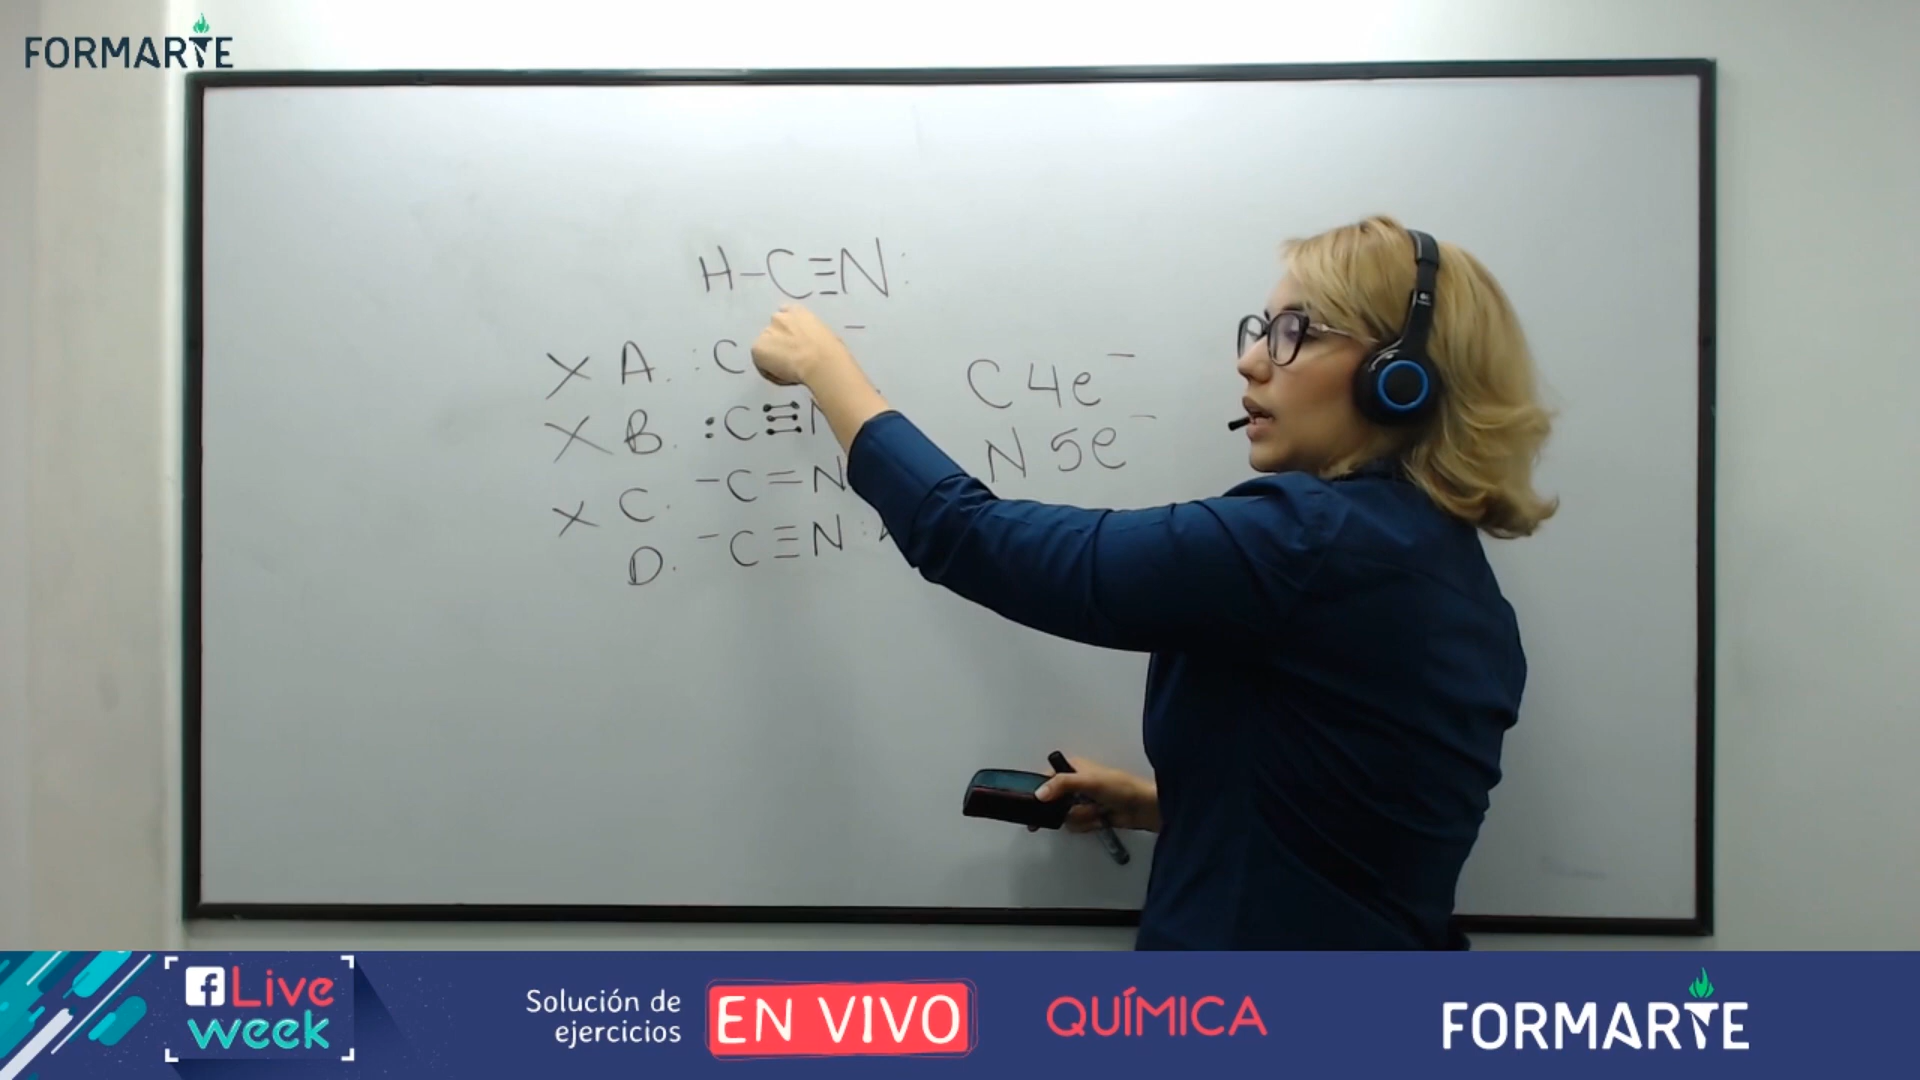 FORMARTE
H-C≡N:
X A. :C
X B. :C≡N
X C. -C=N
D. -C≡N:
C 4e⁻
N 5e⁻
Live week
Solución de ejercicios
EN VIVO
QUÍMICA
FORMARTE